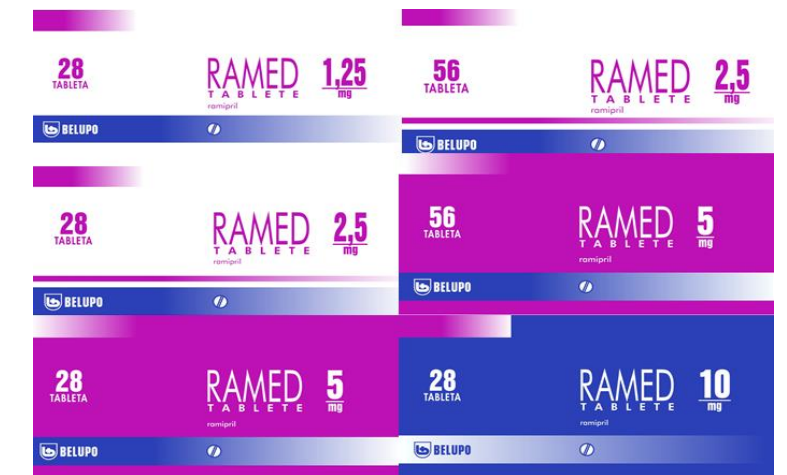 28
TABLETA
RAMED 1,25
TABLETE mg
ramipril
BELUPO
56
TABLETA
RAMED 2,5
TABLETE mg
ramipril
BELUPO
28
TABLETA
RAMED 2,5
TABLETE mg
ramipril
BELUPO
56
TABLETA
RAMED 5
TABLETE mg
ramipril
BELUPO
28
TABLETA
RAMED 5
TABLETE mg
ramipril
BELUPO
28
TABLETA
RAMED 10
TABLETE mg
ramipril
BELUPO